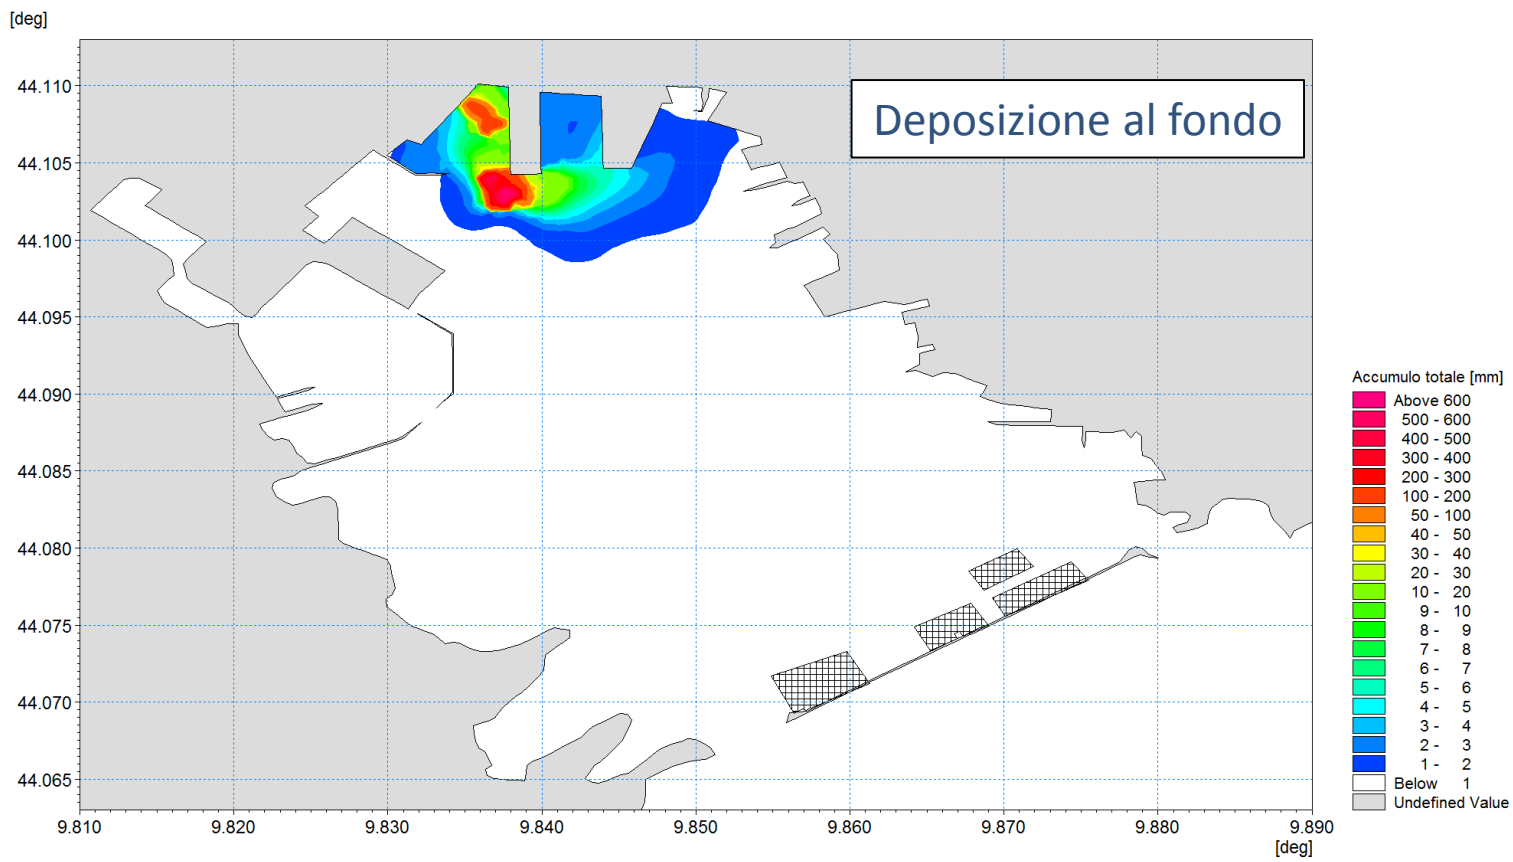 [deg]
Deposizione al fondo
44.110
44.105
44.100
44.095
44.090
44.085
44.080
44.075
44.070
44.065
9.810 9.820 9.830 9.840 9.850 9.860 9.870 9.880 9.890
[deg]
Accumulo totale [mm]
Above 600
500 - 600
400 - 500
300 - 400
200 - 300
100 - 200
50 - 100
40 - 50
30 - 40
20 - 30
10 - 20
9 - 10
8 - 9
7 - 8
6 - 7
5 - 6
4 - 5
3 - 4
2 - 3
1 - 2
Below 1
Undefined Value